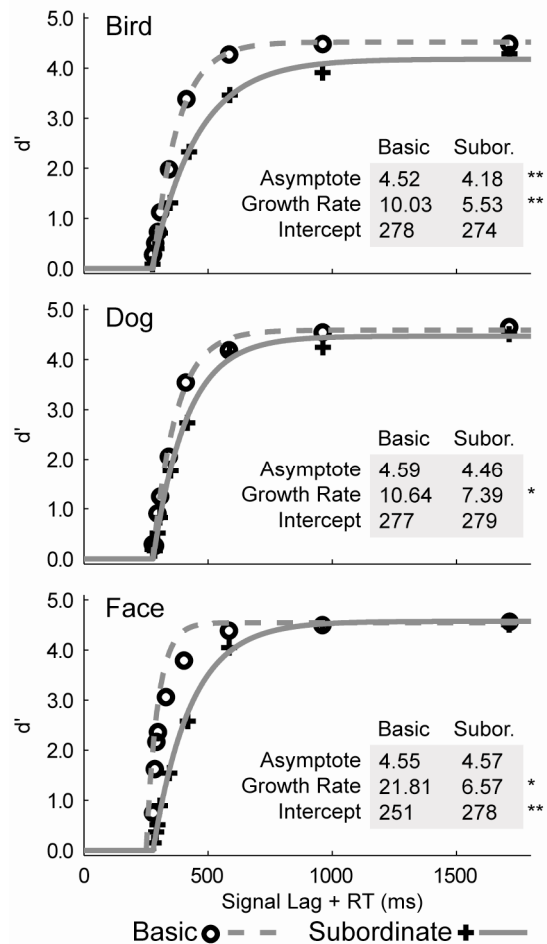 Bird
5.0
4.0
3.0
2.0
1.0
0.0
d'
Basic Subor.
Asymptote 4.52 4.18 **
Growth Rate 10.03 5.53 **
Intercept 278 274
Dog
5.0
4.0
3.0
2.0
1.0
0.0
d'
Basic Subor.
Asymptote 4.59 4.46
Growth Rate 10.64 7.39 *
Intercept 277 279
Face
5.0
4.0
3.0
2.0
1.0
0.0
d'
Basic Subor.
Asymptote 4.55 4.57
Growth Rate 21.81 6.57 *
Intercept 251 278 **
0 500 1000 1500
Signal Lag + RT (ms)
Basic Subordinate